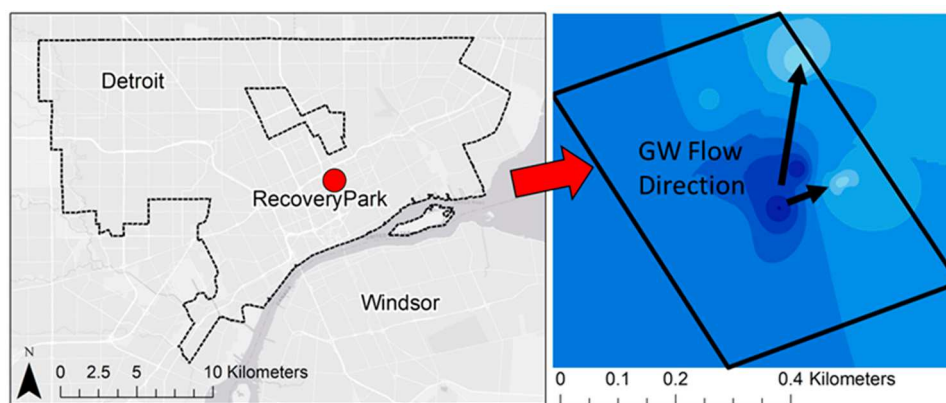 Detroit
RecoveryPark
Windsor
N
0 2.5 5 10 Kilometers
GW Flow
Direction
0 0.1 0.2 0.4 Kilometers